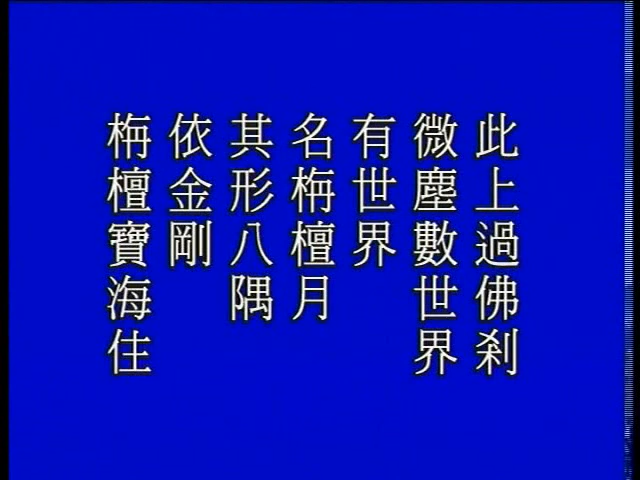 此上過佛剎
微塵數世界
有世界
名栴檀月
其形八隅
依金剛
栴檀寶海住